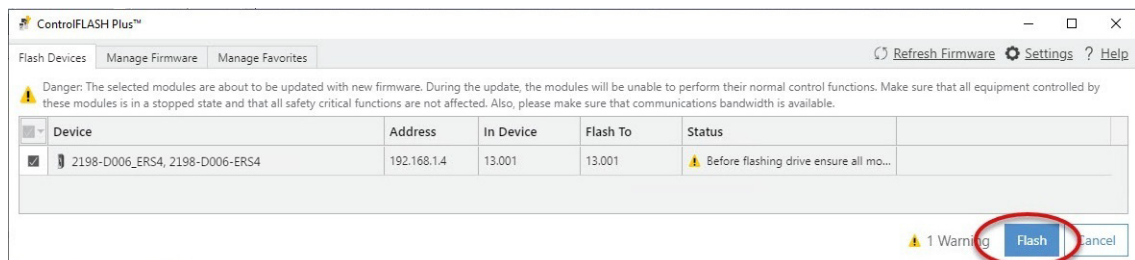 ControlFLASH Plus™
Flash Devices Manage Firmware Manage Favorites Refresh Firmware Settings ? Help
Danger: The selected modules are about to be updated with new firmware. During the update, the modules will be unable to perform their normal control functions. Make sure that all equipment controlled by
these modules is in a stopped state and that all safety critical functions are not affected. Also, please make sure that communications bandwidth is available.
Device Address In Device Flash To Status
2198-D006_ERS4, 2198-D006-ERS4 192.168.1.4 13.001 13.001 Before flashing drive ensure all mo...
1 Warning Flash Cancel